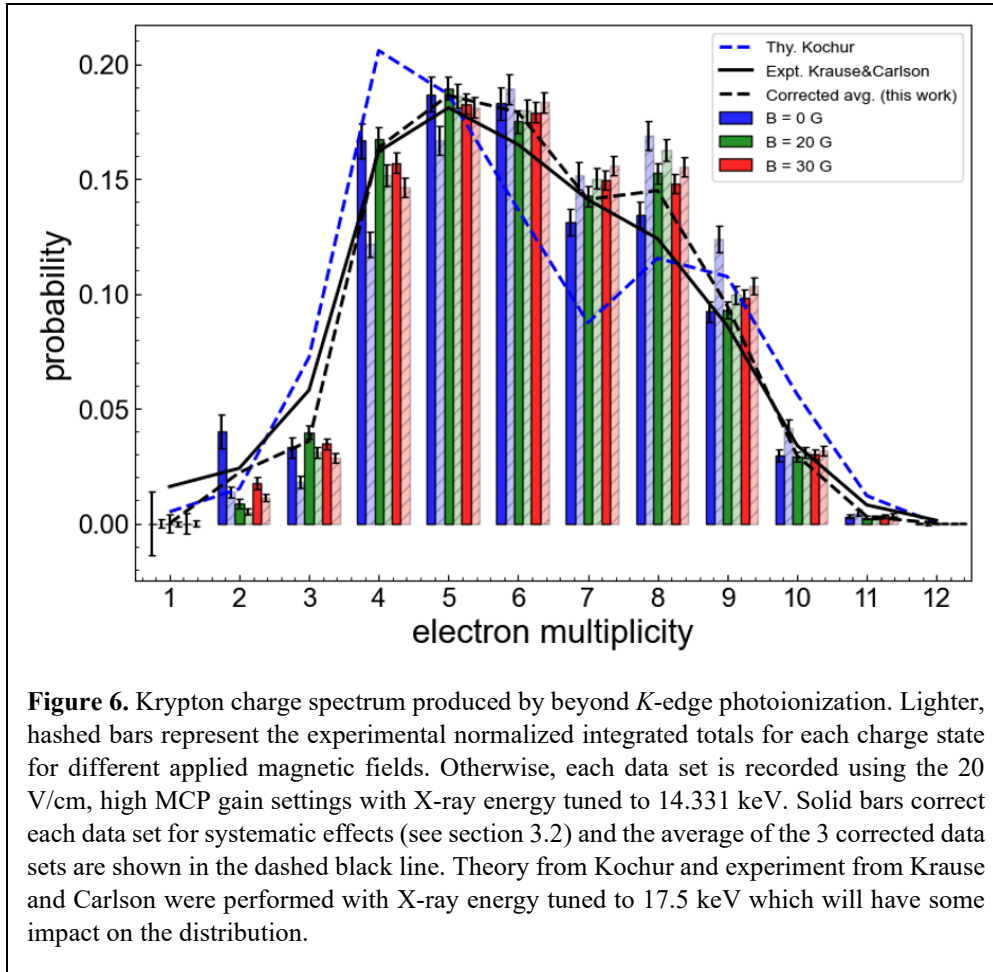 0.20
0.15
0.10
0.05
0.00
probability
Thy. Kochur
Expt. Krause&Carlson
Corrected avg. (this work)
B = 0 G
B = 20 G
B = 30 G
1 2 3 4 5 6 7 8 9 10 11 12
electron multiplicity
Figure 6. Krypton charge spectrum produced by beyond K-edge photoionization. Lighter,
hashed bars represent the experimental normalized integrated totals for each charge state
for different applied magnetic fields. Otherwise, each data set is recorded using the 20
V/cm, high MCP gain settings with X-ray energy tuned to 14.331 keV. Solid bars correct
each data set for systematic effects (see section 3.2) and the average of the 3 corrected data
sets are shown in the dashed black line. Theory from Kochur and experiment from Krause
and Carlson were performed with X-ray energy tuned to 17.5 keV which will have some
impact on the distribution.